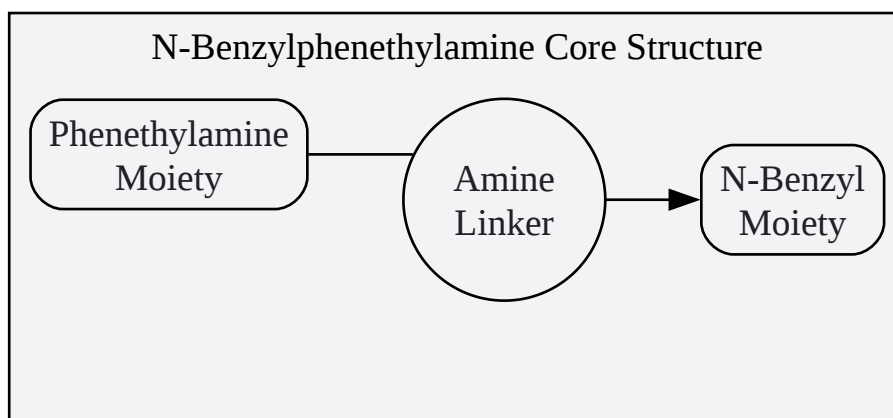 N-Benzylphenethylamine Core Structure
Phenethylamine
Moiety
Amine
Linker
N-Benzyl
Moiety